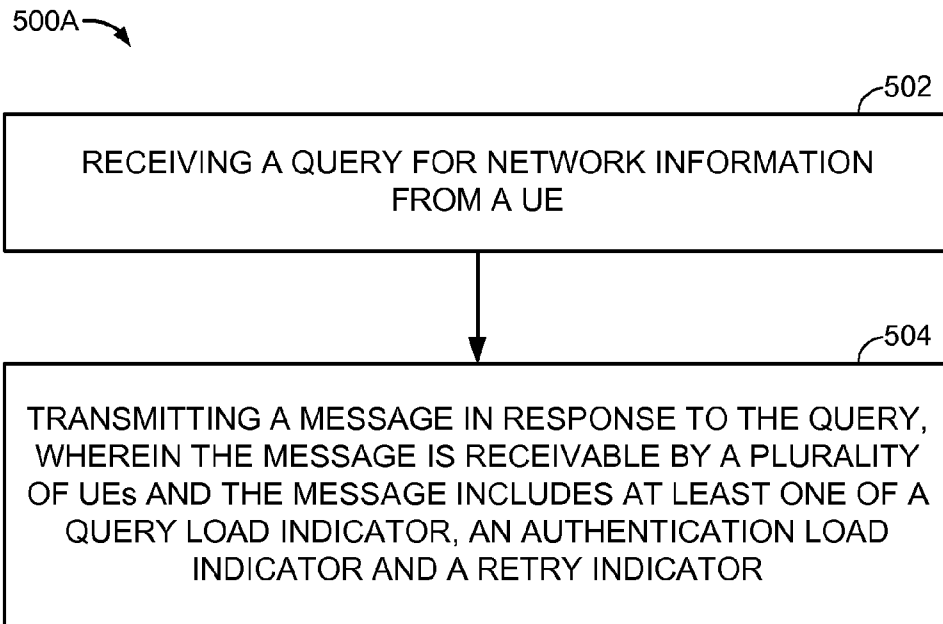 500A
502
RECEIVING A QUERY FOR NETWORK INFORMATION
FROM A UE
504
TRANSMITTING A MESSAGE IN RESPONSE TO THE QUERY,
WHEREIN THE MESSAGE IS RECEIVABLE BY A PLURALITY
OF UEs AND THE MESSAGE INCLUDES AT LEAST ONE OF A
QUERY LOAD INDICATOR, AN AUTHENTICATION LOAD
INDICATOR AND A RETRY INDICATOR